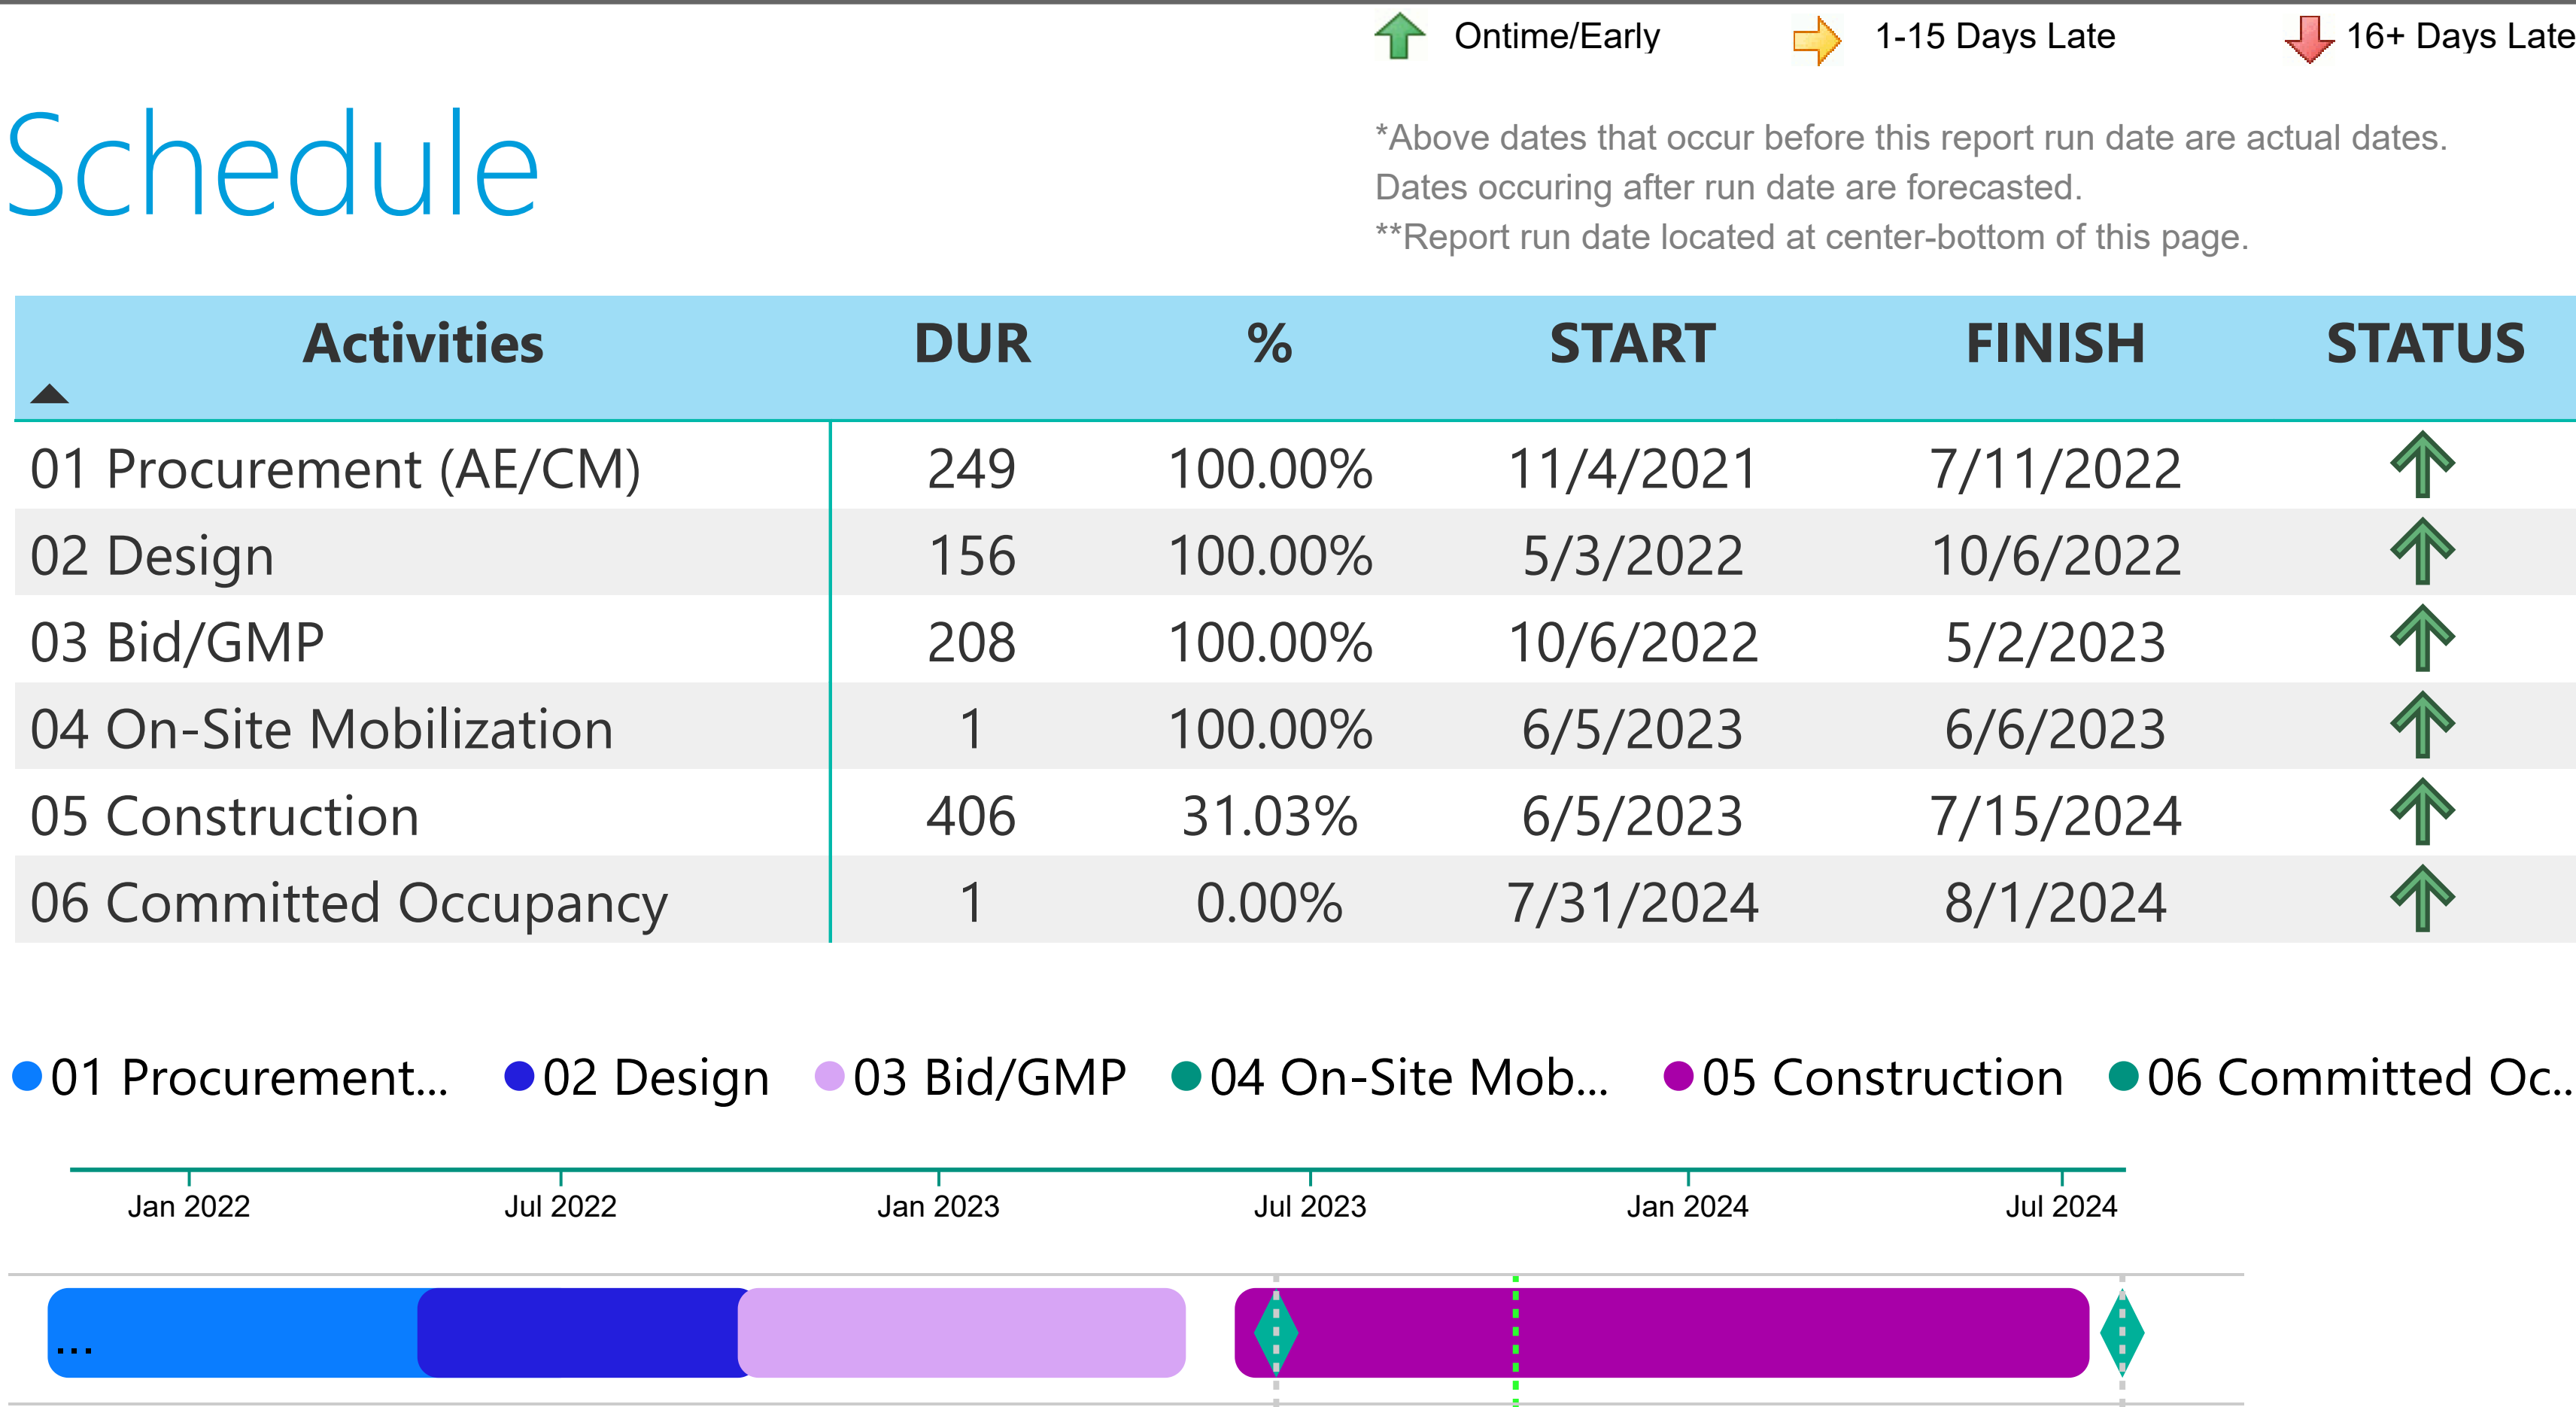 Ontime/Early 1-15 Days Late 16+ Days Late
Schedule
*Above dates that occur before this report run date are actual dates.
Dates occuring after run date are forecasted.
**Report run date located at center-bottom of this page.
Activities DUR % START FINISH STATUS
01 Procurement (AE/CM) 249 100.00% 11/4/2021 7/11/2022
02 Design 156 100.00% 5/3/2022 10/6/2022
03 Bid/GMP 208 100.00% 10/6/2022 5/2/2023
04 On-Site Mobilization 1 100.00% 6/5/2023 6/6/2023
05 Construction 406 31.03% 6/5/2023 7/15/2024
06 Committed Occupancy 1 0.00% 7/31/2024 8/1/2024
01 Procurement... 02 Design 03 Bid/GMP 04 On-Site Mob... 05 Construction 06 Committed Oc...
Jan 2022 Jul 2022 Jan 2023 Jul 2023 Jan 2024 Jul 2024
...